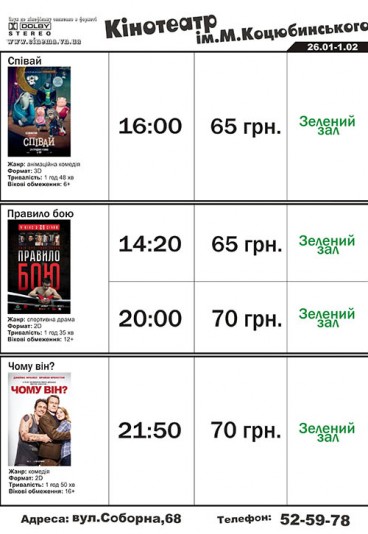 DOLBY
STEREO
www.cinema.vn.ua
Кінотеатр
ім.М.Коцюбинського
26.01-1.02
Співай
СПІВАЙ
Жанр: анімаційна комедія
Формат: 3D
Тривалість: 1 год 48 хв
Вікові обмеження: 6+
16:00
65 грн.
Зелений
зал
Правило бою
ПРАВИЛО
БОЮ
Жанр: спортивна драма
Формат: 2D
Тривалість: 1 год 35 хв
Вікові обмеження: 12+
14:20
65 грн.
Зелений
зал
20:00
70 грн.
Зелений
зал
Чому він?
ЧОМУ ВІН?
Жанр: комедія
Формат: 2D
Тривалість: 1 год 50 хв
Вікові обмеження: 16+
21:50
70 грн.
Зелений
зал
Адреса: вул.Соборна,68
Телефон: 52-59-78